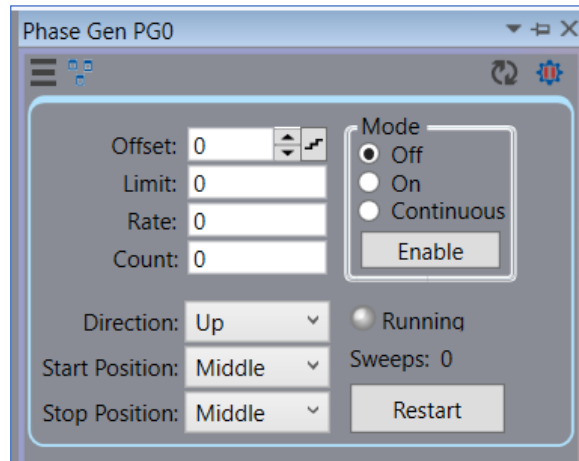 Phase Gen PG0
Offset: 0
Limit: 0
Rate: 0
Count: 0
Mode
Off
On
Continuous
Enable
Direction: Up
Start Position: Middle
Stop Position: Middle
Running
Sweeps: 0
Restart